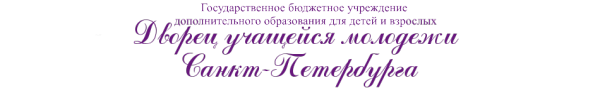 Государственное бюджетное учреждение
дополнительного образования для детей и взрослых
Дворец учащейся молодежи
Санкт-Петербурга